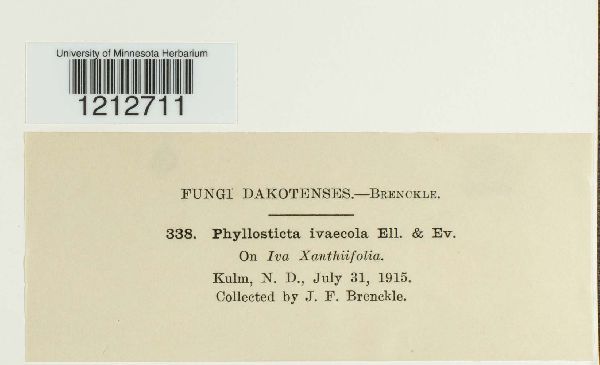 University of Minnesota Herbarium
1212711
FUNGI DAKOTENSES.—BRENCKLE.
338. Phyllosticta ivaecola Ell. & Ev.
On Iva Xanthiifolia.
Kulm, N. D., July 31, 1915.
Collected by J. F. Brenckle.